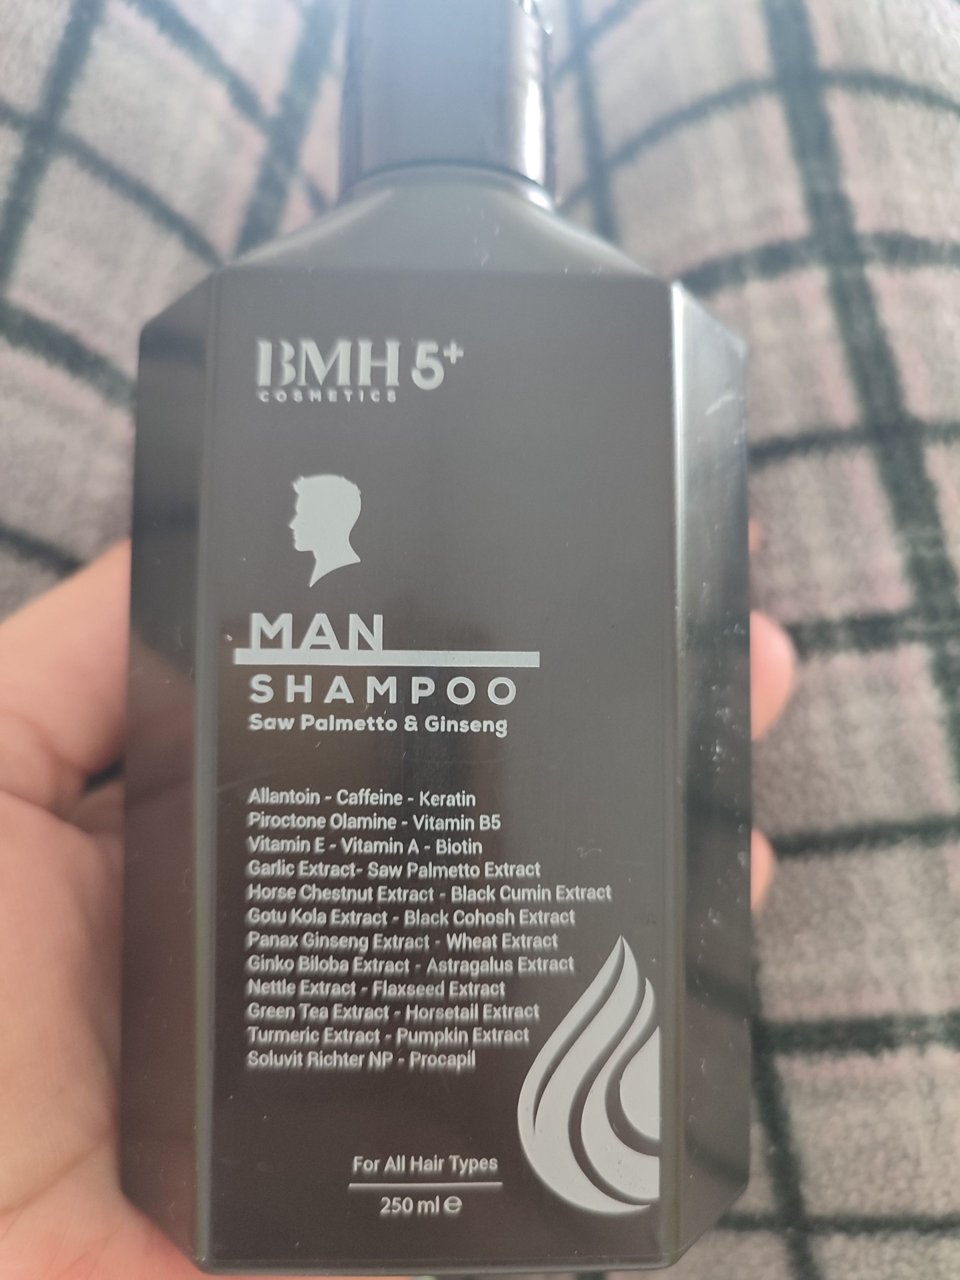 BMH 5+
COSMETICS
MAN
SHAMPOO
Saw Palmetto & Ginseng
Allantoin - Caffeine - Keratin
Piroctone Olamine - Vitamin B5
Vitamin E - Vitamin A - Biotin
Garlic Extract- Saw Palmetto Extract
Horse Chestnut Extract - Black Cumin Extract
Gotu Kola Extract - Black Cohosh Extract
Panax Ginseng Extract - Wheat Extract
Ginko Biloba Extract - Astragalus Extract
Nettle Extract - Flaxseed Extract
Green Tea Extract - Horsetail Extract
Turmeric Extract - Pumpkin Extract
Soluvit Richter NP - Procapil
For All Hair Types
250 ml ℮